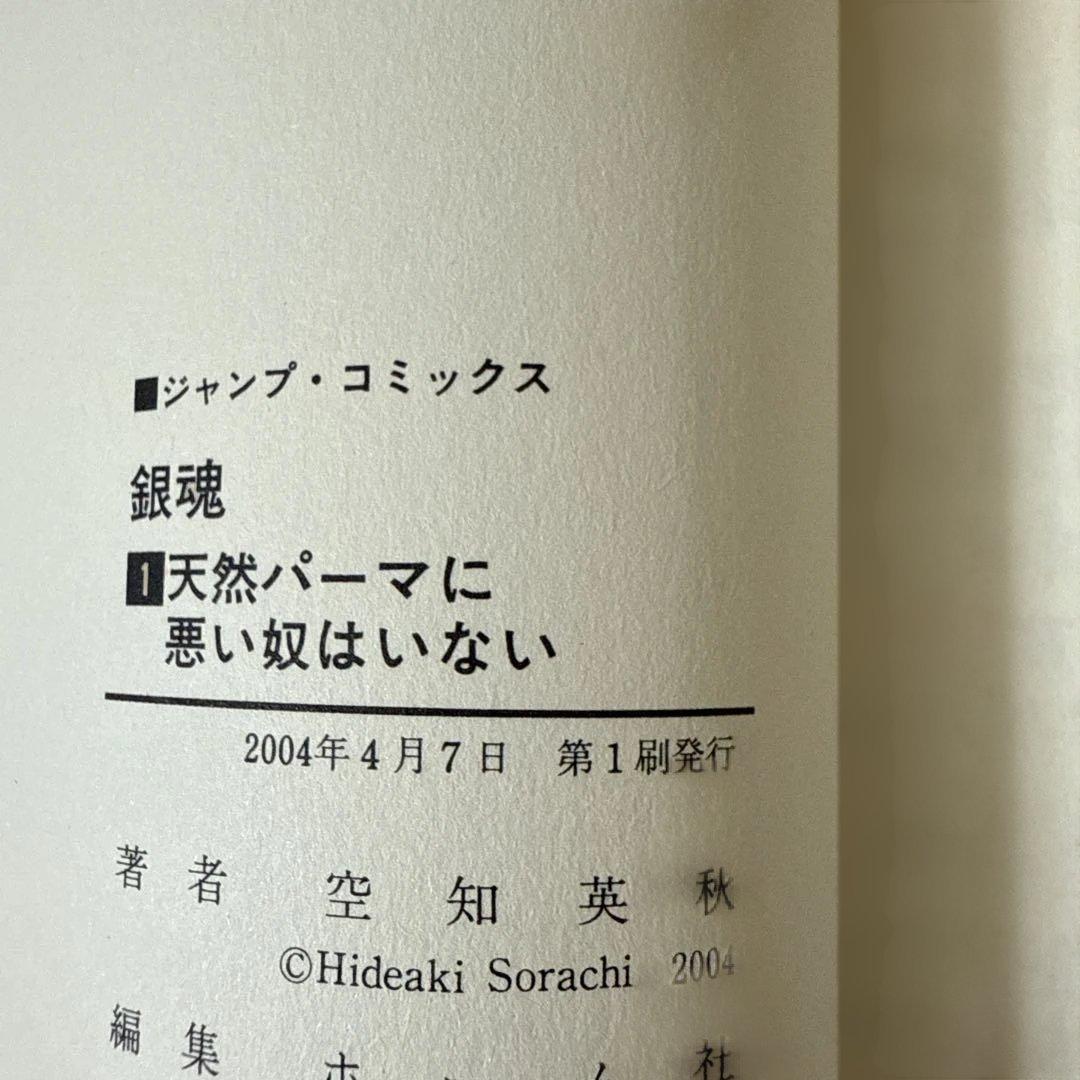 ■ジャンプ・コミックス
銀魂
1天然パーマに
悪い奴はいない
2004年4月7日　第1刷発行
著者　空知英秋
©Hideaki Sorachi 2004
編集